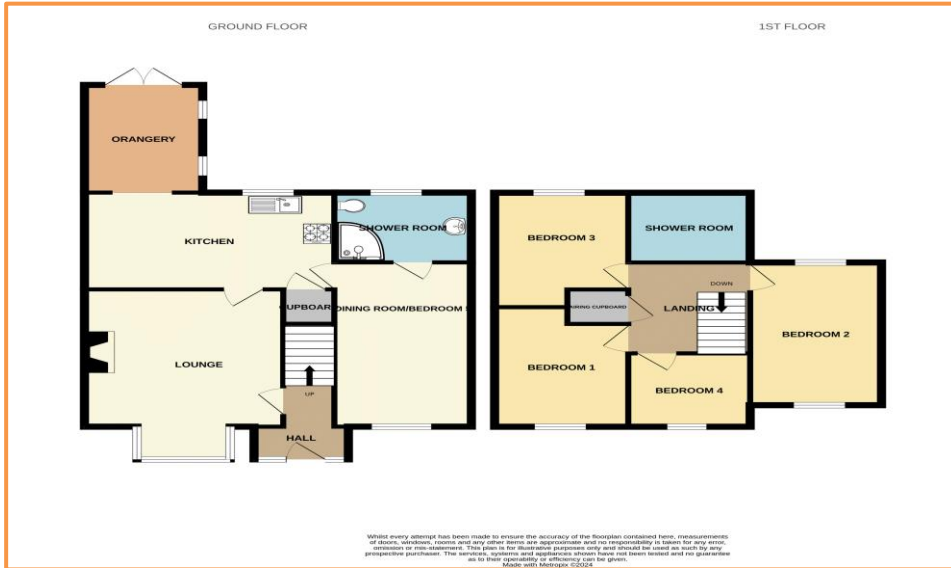 GROUND FLOOR
1ST FLOOR
ORANGERY
KITCHEN
SHOWER ROOM
CUPBOARD
DINING ROOM/BEDROOM
LOUNGE
UP
HALL
BEDROOM 3
SHOWER ROOM
DOWN
AIRING CUPBOARD
LANDING
BEDROOM 2
BEDROOM 1
BEDROOM 4
Whilst every attempt has been made to ensure the accuracy of the floorplan contained here, measurements
of doors, windows, rooms and any other items are approximate and no responsibility is taken for any error,
omission or mis-statement. This plan is for illustrative purposes only and should be used as such by any
prospective purchaser. The services, systems and appliances shown have not been tested and no guarantee
as to their operability or efficiency can be given.
Made with Metropix ©2024